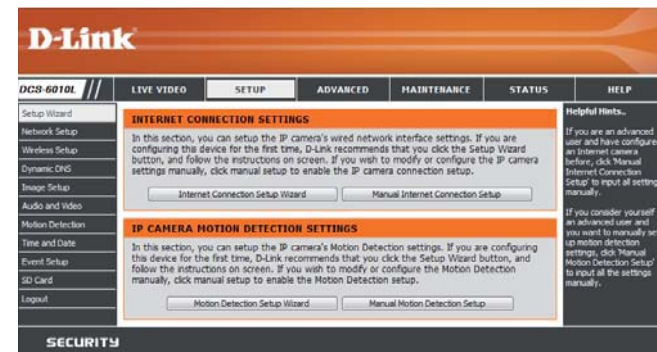 D-Link
DCS-6010L
LIVE VIDEO
SETUP
ADVANCED
MAINTENANCE
STATUS
HELP
Setup Wizard
Network Setup
Wireless Setup
Dynamic DNS
Image Setup
Audio and Video
Motion Detection
Time and Date
Event Setup
SD Card
Logout
INTERNET CONNECTION SETTINGS
In this section, you can setup the IP camera's wired network interface settings. If you are
configuring this device for the first time, D-Link recommends that you click the Setup Wizard
button, and follow the instructions on screen. If you wish to modify or configure the IP camera
settings manually, click manual setup to enable the IP camera connection setup.
Internet Connection Setup Wizard
Manual Internet Connection Setup
IP CAMERA MOTION DETECTION SETTINGS
In this section, you can setup the IP camera's Motion Detection settings. If you are configuring
this device for the first time, D-Link recommends that you click the Setup Wizard button, and
follow the instructions on screen. If you wish to modify or configure the Motion Detection
manually, click manual setup to enable the Motion Detection setup.
Motion Detection Setup Wizard
Manual Motion Detection Setup
Helpful Hints..
If you are an advanced
user and have configured
an Internet camera
before, click 'Manual
Internet Connection
Setup' to input all settings
manually.
If you consider yourself
an advanced user and
you want to manually set
up motion detection
settings, click 'Manual
Motion Detection Setup'
to input all the settings
manually.
SECURITY